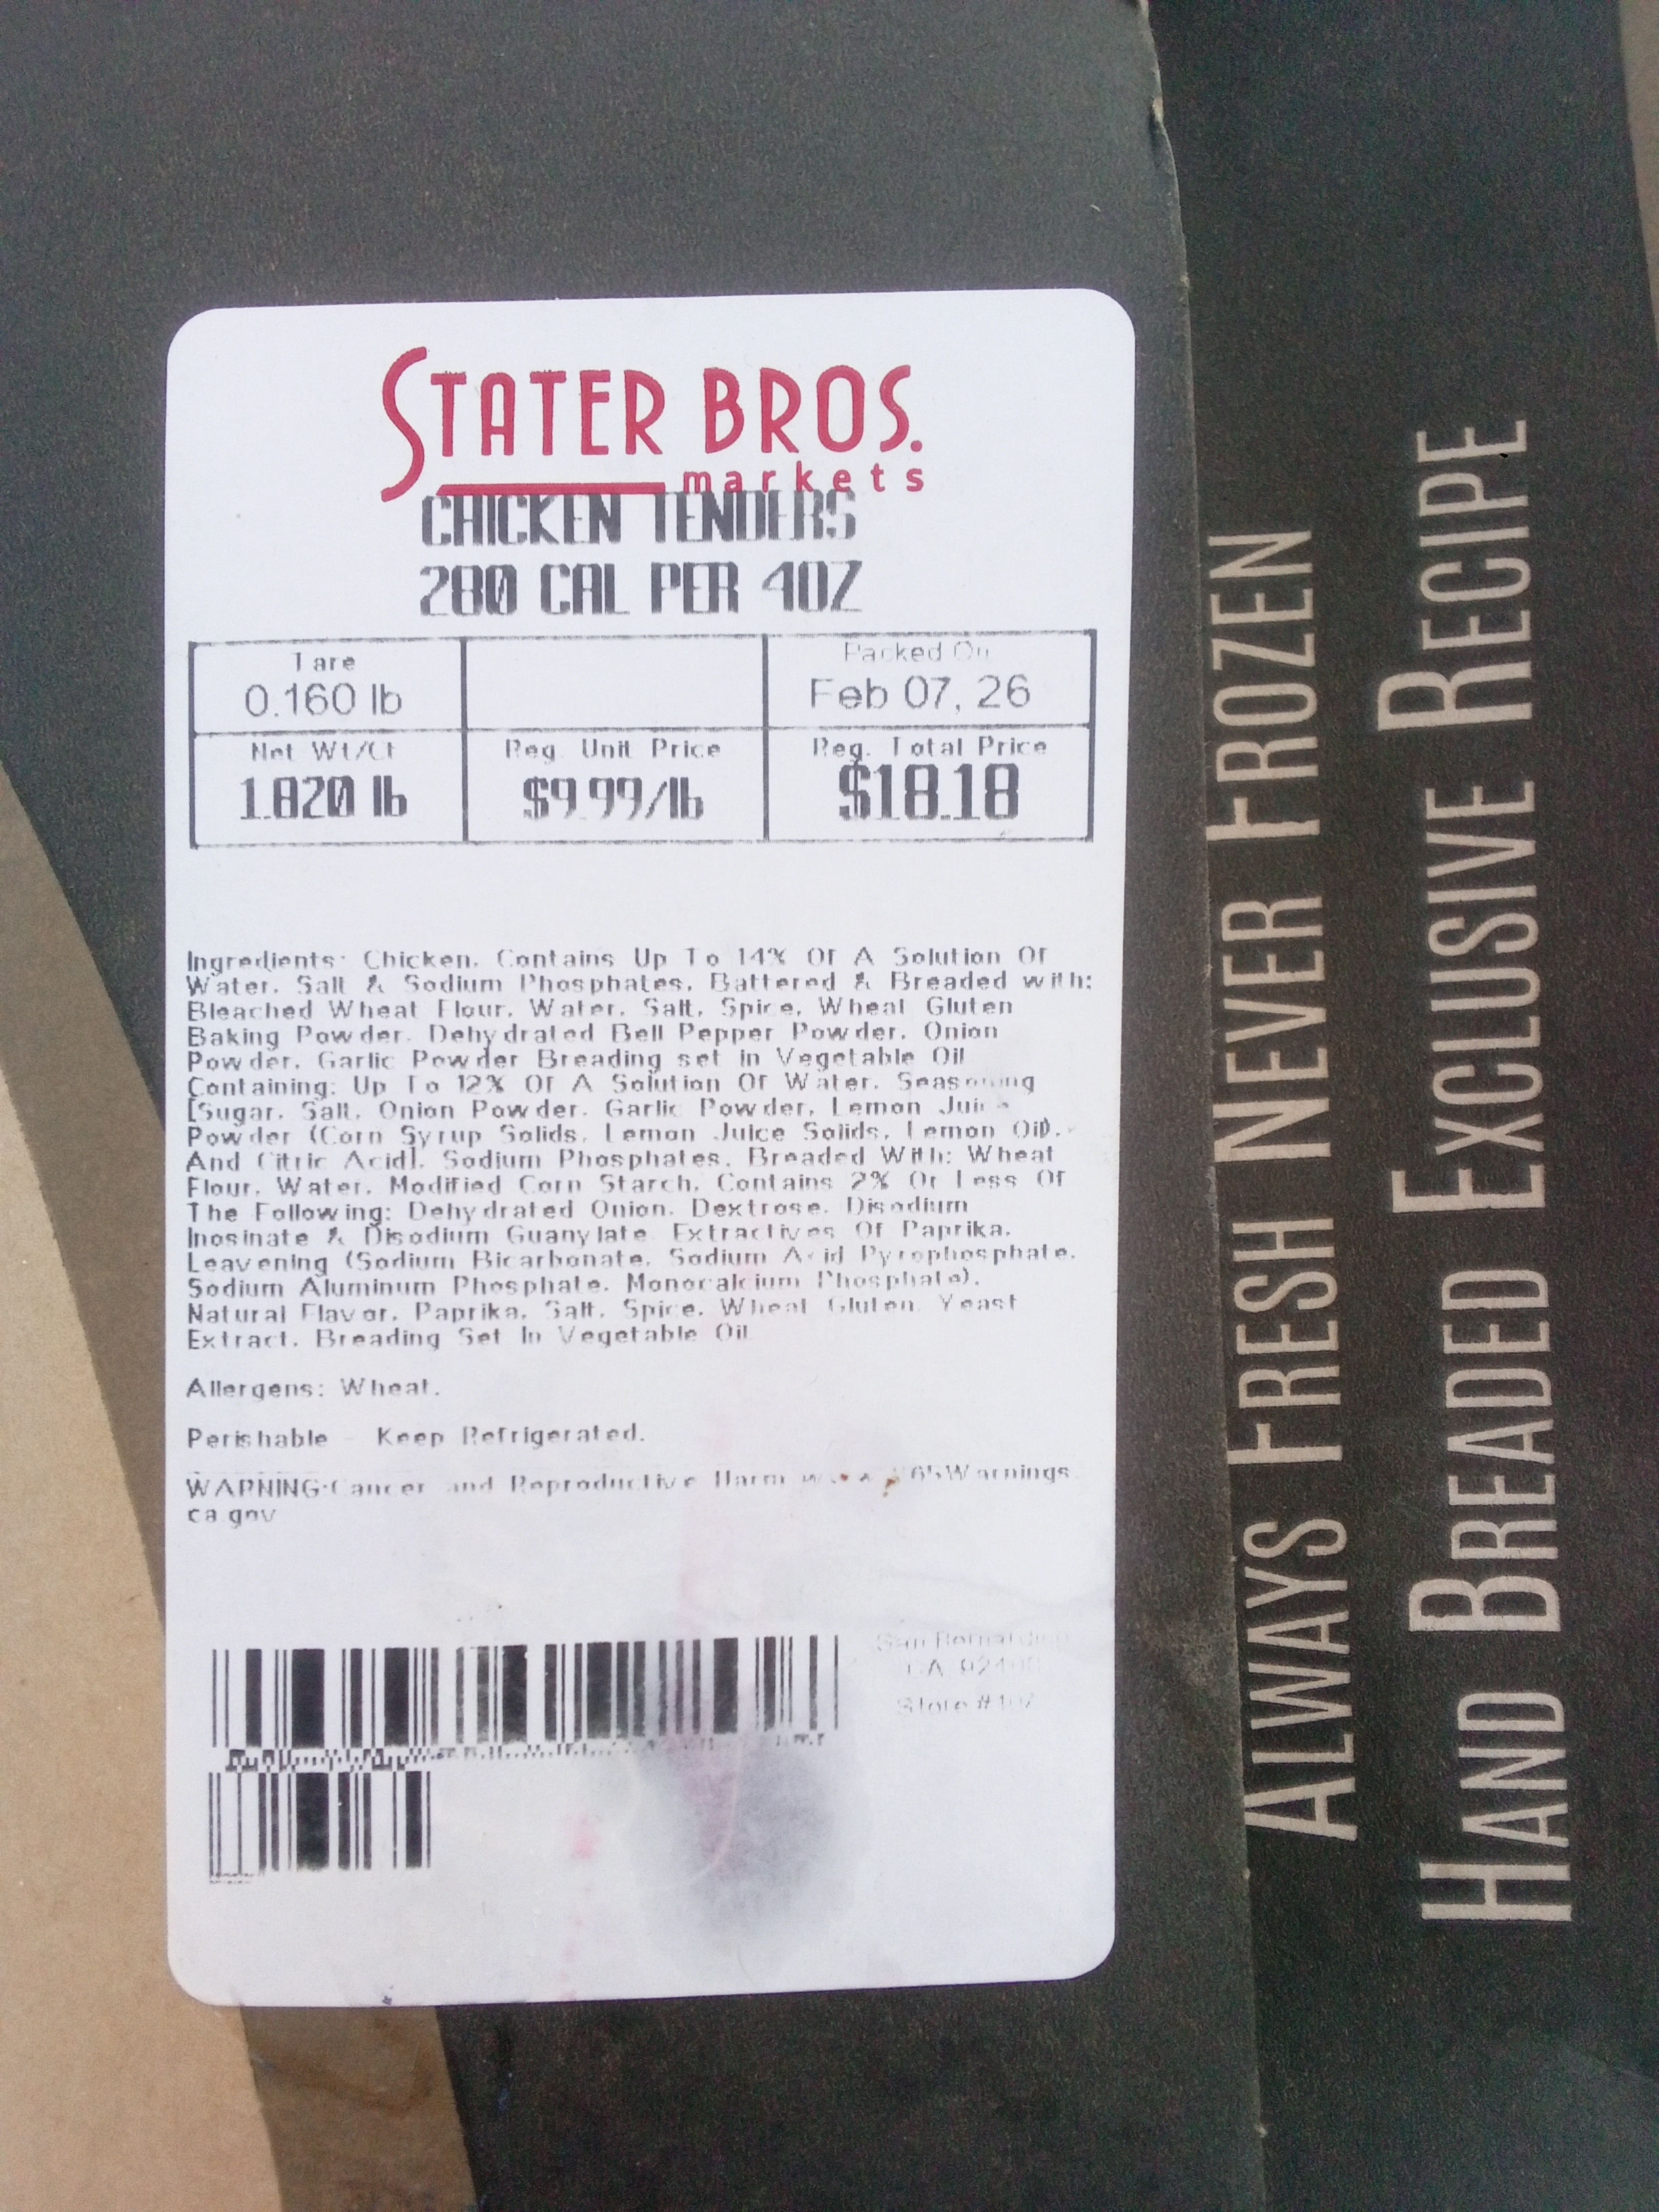 STATER BROS.
markets
CHICKEN TENDERS
280 CAL PER 4OZ
Tare
0.160 lb
Packed On
Feb 07, 26
Net Wt/Ct
1.820 lb
Reg. Unit Price
$9.99/lb
Reg. Total Price
$18.18
Ingredients: Chicken, Contains Up To 14% Of A Solution Of
Water, Salt & Sodium Phosphates, Battered & Breaded with:
Bleached Wheat Flour, Water, Salt, Spice, Wheat Gluten
Baking Powder, Dehydrated Bell Pepper Powder, Onion
Powder, Garlic Powder Breading set in Vegetable Oil
Containing: Up To 12% Of A Solution Of Water, Seasoning
[Sugar, Salt, Onion Powder, Garlic Powder, Lemon Juice
Powder (Corn Syrup Solids, Lemon Juice Solids, Lemon Oil),
And Citric Acid], Sodium Phosphates, Breaded With: Wheat
Flour, Water, Modified Corn Starch, Contains 2% Or Less Of
The Following: Dehydrated Onion, Dextrose, Disodium
Inosinate & Disodium Guanylate, Extractives Of Paprika,
Leavening (Sodium Bicarbonate, Sodium Acid Pyrophosphate,
Sodium Aluminum Phosphate, Monocalcium Phosphate),
Natural Flavor, Paprika, Salt, Spice, Wheat Gluten, Yeast
Extract, Breading Set In Vegetable Oil.
Allergens: Wheat.
Perishable - Keep Refrigerated.
WARNING:Cancer and Reproductive Harm 65Warnings.
ca.gov
San Bernardino
CA
Store #
ALWAYS FRESH NEVER FROZEN
HAND BREADED EXCLUSIVE RECIPE